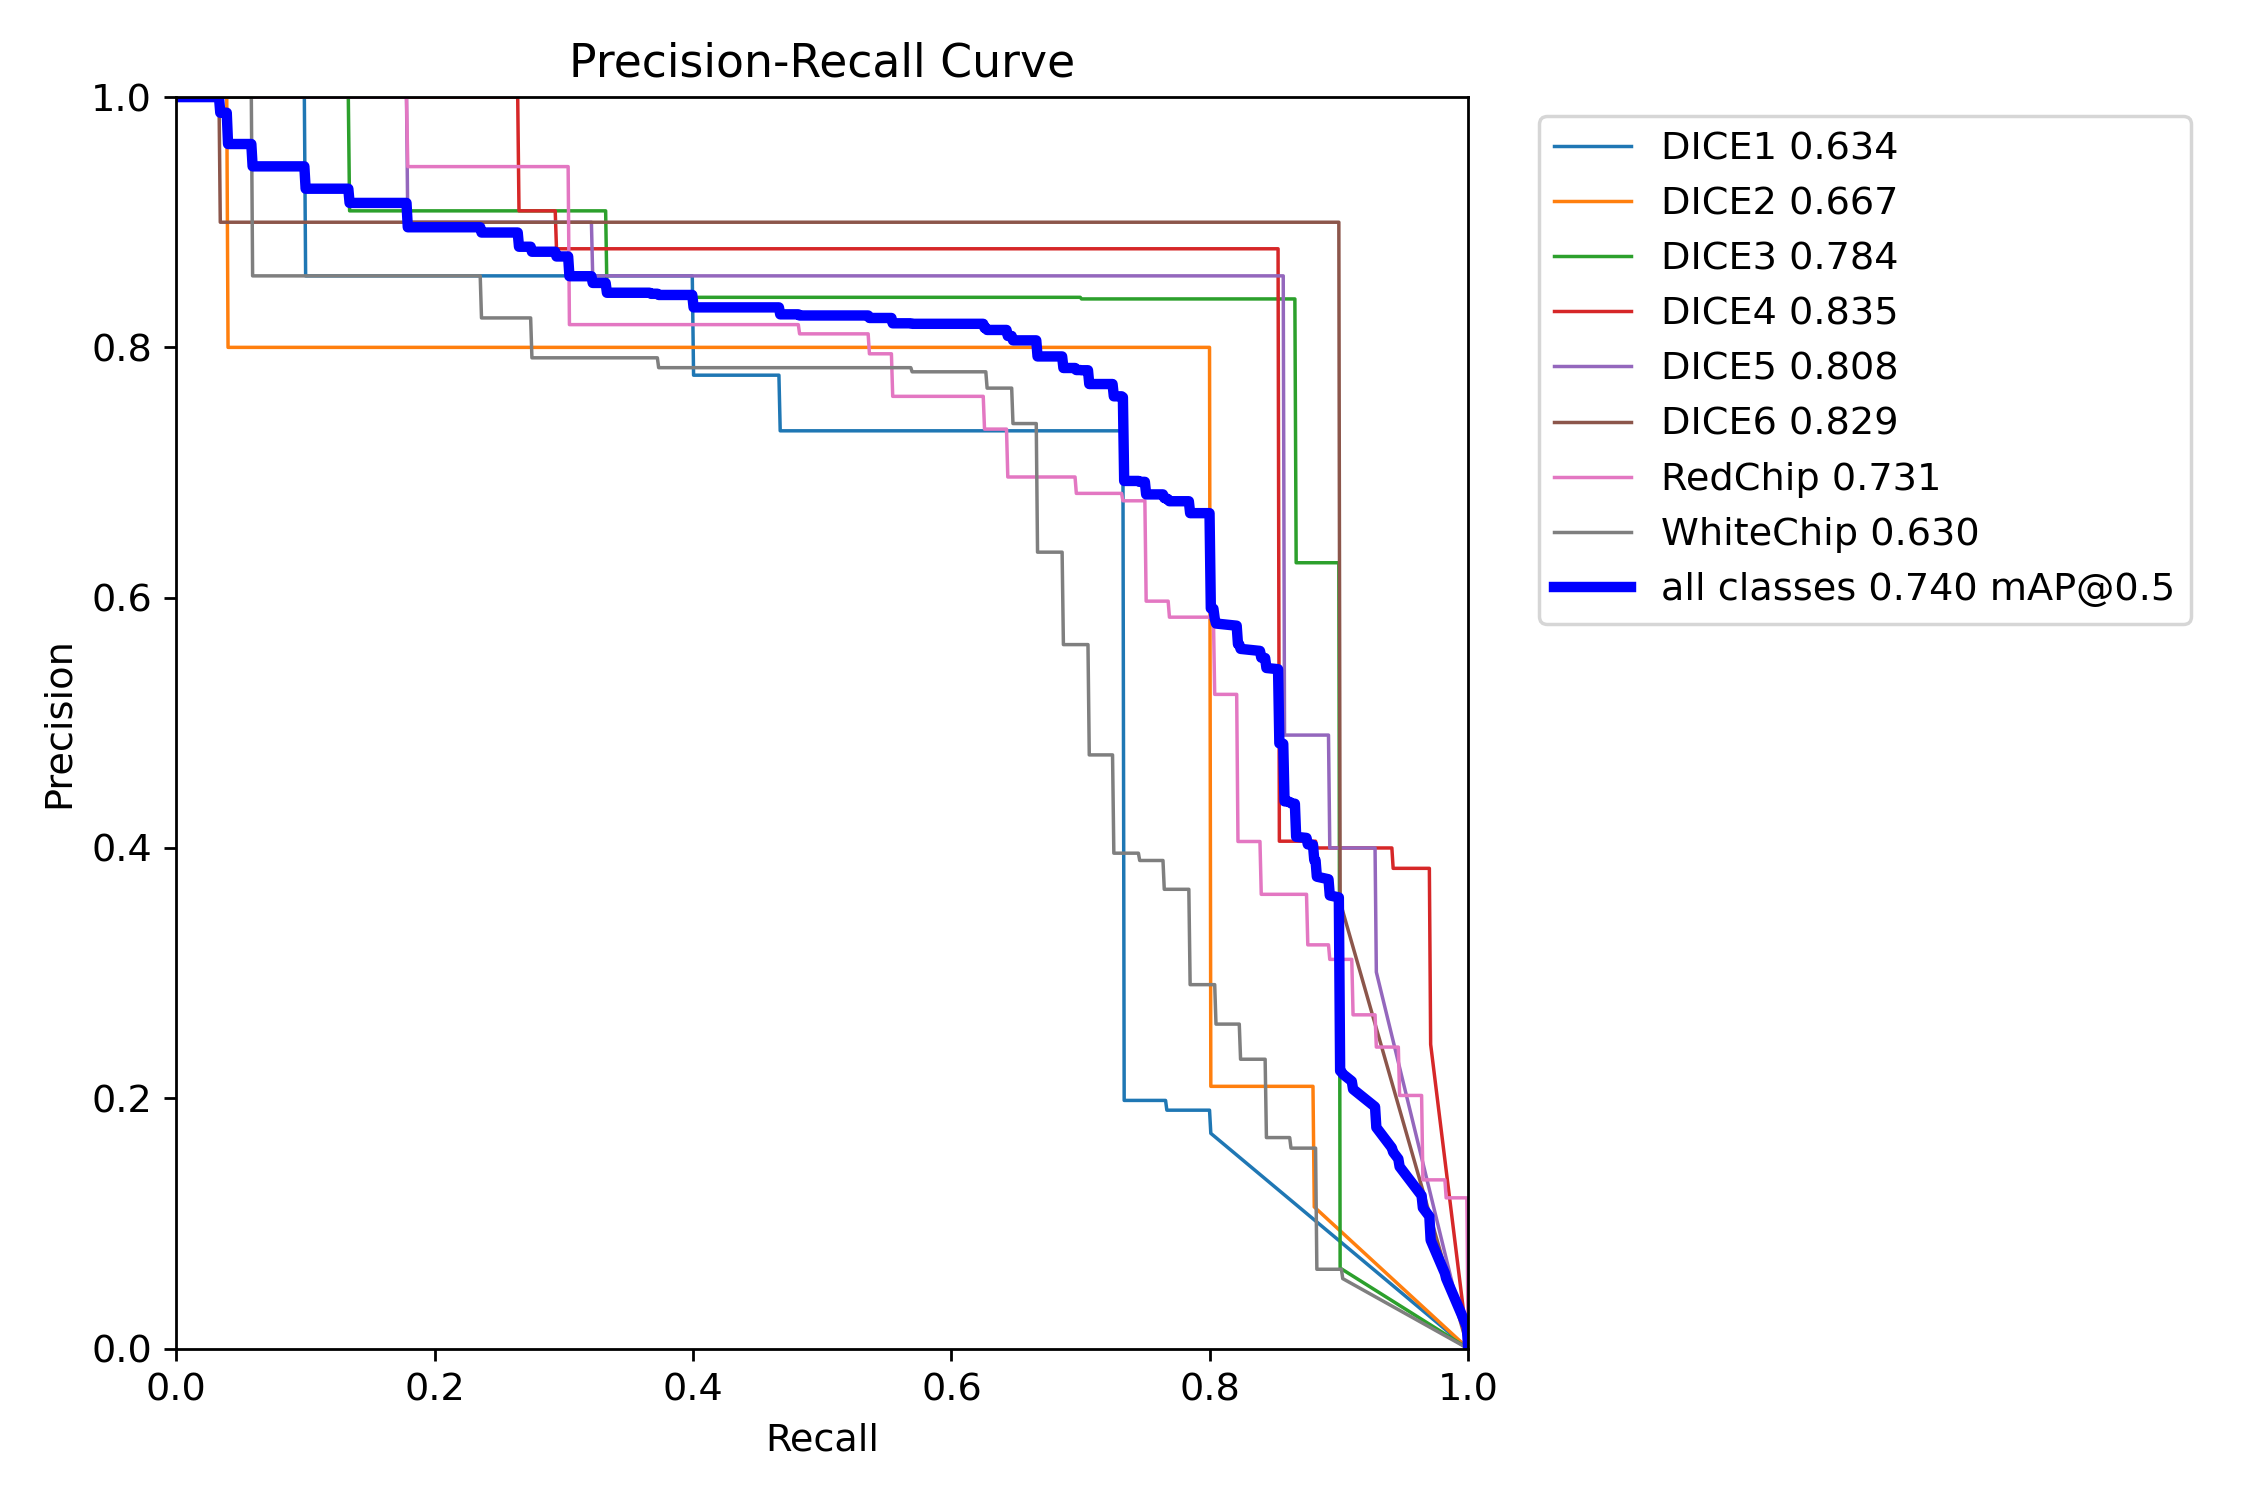 Precision-Recall Curve
1.0
0.8
0.6
0.4
0.2
0.0
Precision
0.0 0.2 0.4 0.6 0.8 1.0
Recall
DICE1 0.634
DICE2 0.667
DICE3 0.784
DICE4 0.835
DICE5 0.808
DICE6 0.829
RedChip 0.731
WhiteChip 0.630
all classes 0.740 mAP@0.5